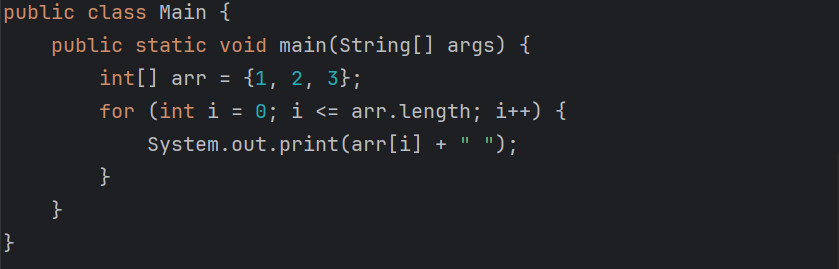 public class Main {
    public static void main(String[] args) {
        int[] arr = {1, 2, 3};
        for (int i = 0; i <= arr.length; i++) {
            System.out.print(arr[i] + " ");
        }
    }
}